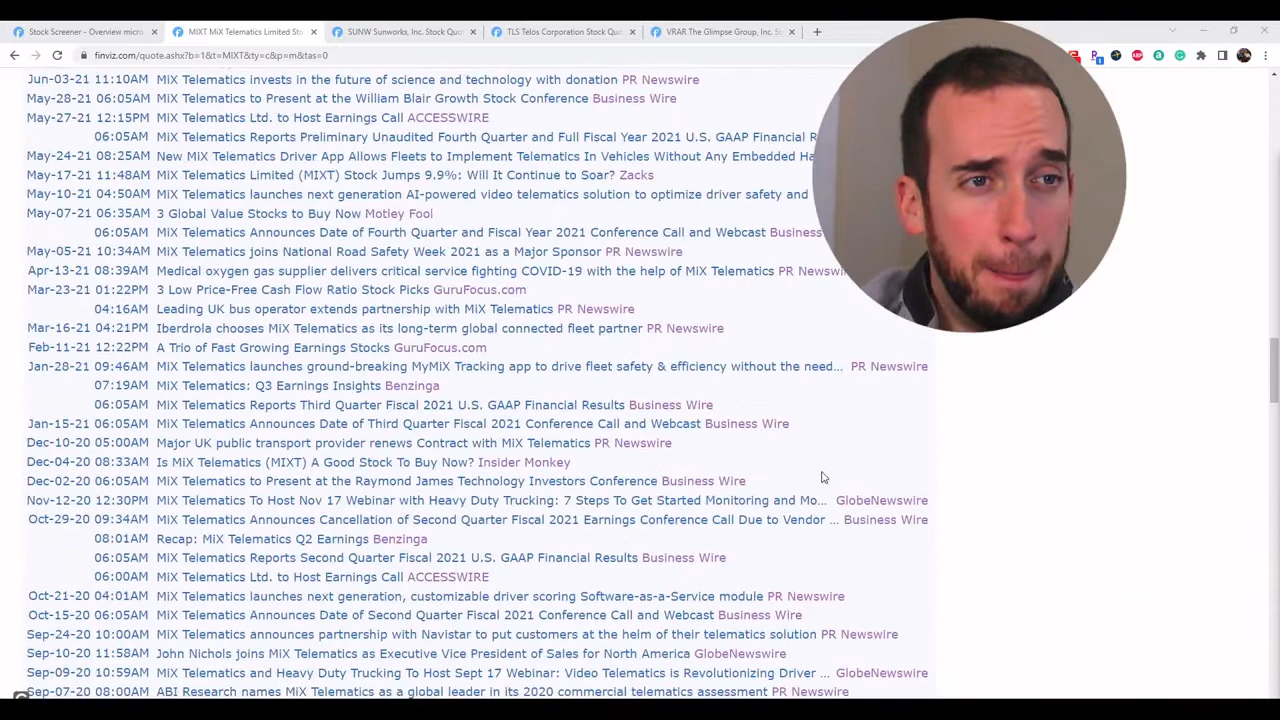 Stock Screener - Overview micro
MIXT MiX Telematics Limited Sto
SUNW Sunworks, Inc. Stock Quot
TLS Telos Corporation Stock Quo
VRAR The Glimpse Group, Inc. St
finviz.com/quote.ashx?b=1&t=MIXT&ty=c&p=m&tas=0
Jun-03-21 11:10AM MiX Telematics invests in the future of science and technology with donation PR Newswire
May-28-21 06:05AM MiX Telematics to Present at the William Blair Growth Stock Conference Business Wire
May-27-21 12:15PM MiX Telematics Ltd. to Host Earnings Call ACCESSWIRE
06:05AM MiX Telematics Reports Preliminary Unaudited Fourth Quarter and Full Fiscal Year 2021 U.S. GAAP Financial R
May-24-21 08:25AM New MiX Telematics Driver App Allows Fleets to Implement Telematics In Vehicles Without Any Embedded Ha
May-17-21 11:48AM MiX Telematics Limited (MIXT) Stock Jumps 9.9%: Will It Continue to Soar? Zacks
May-10-21 04:50AM MiX Telematics launches next generation AI-powered video telematics solution to optimize driver safety and
May-07-21 06:35AM 3 Global Value Stocks to Buy Now Motley Fool
06:05AM MiX Telematics Announces Date of Fourth Quarter and Fiscal Year 2021 Conference Call and Webcast Business
May-05-21 10:34AM MiX Telematics joins National Road Safety Week 2021 as a Major Sponsor PR Newswire
Apr-13-21 08:39AM Medical oxygen gas supplier delivers critical service fighting COVID-19 with the help of MiX Telematics PR Newswi
Mar-23-21 01:22PM 3 Low Price-Free Cash Flow Ratio Stock Picks GuruFocus.com
04:16AM Leading UK bus operator extends partnership with MiX Telematics PR Newswire
Mar-16-21 04:21PM Iberdrola chooses MiX Telematics as its long-term global connected fleet partner PR Newswire
Feb-11-21 12:22PM A Trio of Fast Growing Earnings Stocks GuruFocus.com
Jan-28-21 09:46AM MiX Telematics launches ground-breaking MyMiX Tracking app to drive fleet safety & efficiency without the need... PR Newswire
07:19AM MiX Telematics: Q3 Earnings Insights Benzinga
06:05AM MiX Telematics Reports Third Quarter Fiscal 2021 U.S. GAAP Financial Results Business Wire
Jan-15-21 06:05AM MiX Telematics Announces Date of Third Quarter Fiscal 2021 Conference Call and Webcast Business Wire
Dec-10-20 05:00AM Major UK public transport provider renews Contract with MiX Telematics PR Newswire
Dec-04-20 08:33AM Is MiX Telematics (MIXT) A Good Stock To Buy Now? Insider Monkey
Dec-02-20 06:05AM MiX Telematics to Present at the Raymond James Technology Investors Conference Business Wire
Nov-12-20 12:30PM MiX Telematics To Host Nov 17 Webinar with Heavy Duty Trucking: 7 Steps To Get Started Monitoring and Mo... GlobeNewswire
Oct-29-20 09:34AM MiX Telematics Announces Cancellation of Second Quarter Fiscal 2021 Earnings Conference Call Due to Vendor ... Business Wire
08:01AM Recap: MiX Telematics Q2 Earnings Benzinga
06:05AM MiX Telematics Reports Second Quarter Fiscal 2021 U.S. GAAP Financial Results Business Wire
06:00AM MiX Telematics Ltd. to Host Earnings Call ACCESSWIRE
Oct-21-20 04:01AM MiX Telematics launches next generation, customizable driver scoring Software-as-a-Service module PR Newswire
Oct-15-20 06:05AM MiX Telematics Announces Date of Second Quarter Fiscal 2021 Conference Call and Webcast Business Wire
Sep-24-20 10:00AM MiX Telematics announces partnership with Navistar to put customers at the helm of their telematics solution PR Newswire
Sep-10-20 11:58AM John Nichols joins MiX Telematics as Executive Vice President of Sales for North America GlobeNewswire
Sep-09-20 10:59AM MiX Telematics and Heavy Duty Trucking To Host Sept 17 Webinar: Video Telematics is Revolutionizing Driver ... GlobeNewswire
Sep-07-20 08:00AM ABI Research names MiX Telematics as a global leader in its 2020 commercial telematics assessment PR Newswire